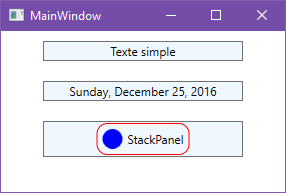 MainWindow
Texte simple
Sunday, December 25, 2016
StackPanel